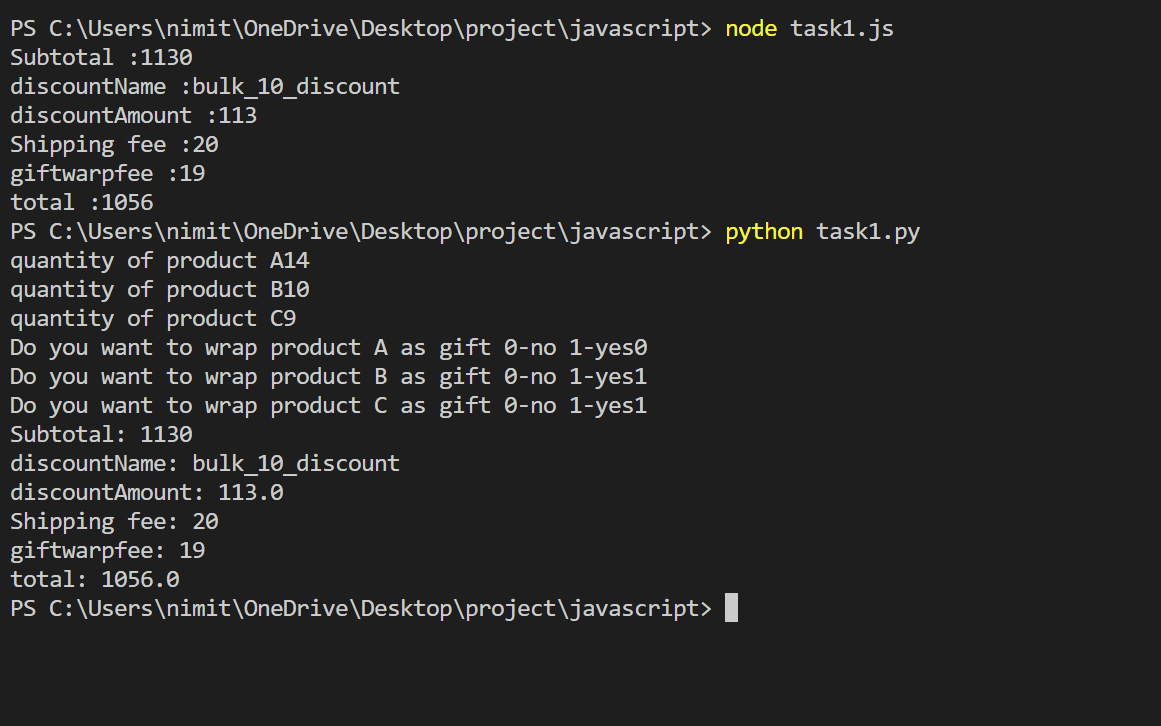 PS C:\Users\nimit\OneDrive\Desktop\project\javascript> node task1.js
Subtotal :1130
discountName :bulk_10_discount
discountAmount :113
Shipping fee :20
giftwarpfee :19
total :1056
PS C:\Users\nimit\OneDrive\Desktop\project\javascript> python task1.py
quantity of product A14
quantity of product B10
quantity of product C9
Do you want to wrap product A as gift 0-no 1-yes0
Do you want to wrap product B as gift 0-no 1-yes1
Do you want to wrap product C as gift 0-no 1-yes1
Subtotal: 1130
discountName: bulk_10_discount
discountAmount: 113.0
Shipping fee: 20
giftwarpfee: 19
total: 1056.0
PS C:\Users\nimit\OneDrive\Desktop\project\javascript>